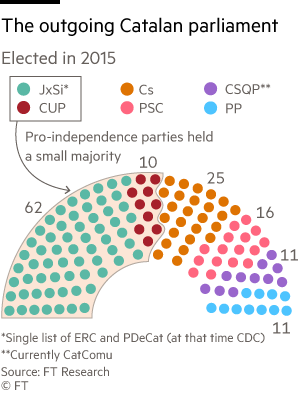 The outgoing Catalan parliament
Elected in 2015
JxSi* Cs CSQP**
CUP PSC PP
Pro-independence parties held
a small majority
10
25
62
16
11
11
*Single list of ERC and PDeCat (at that time CDC)
**Currently CatComu
Source: FT Research
© FT